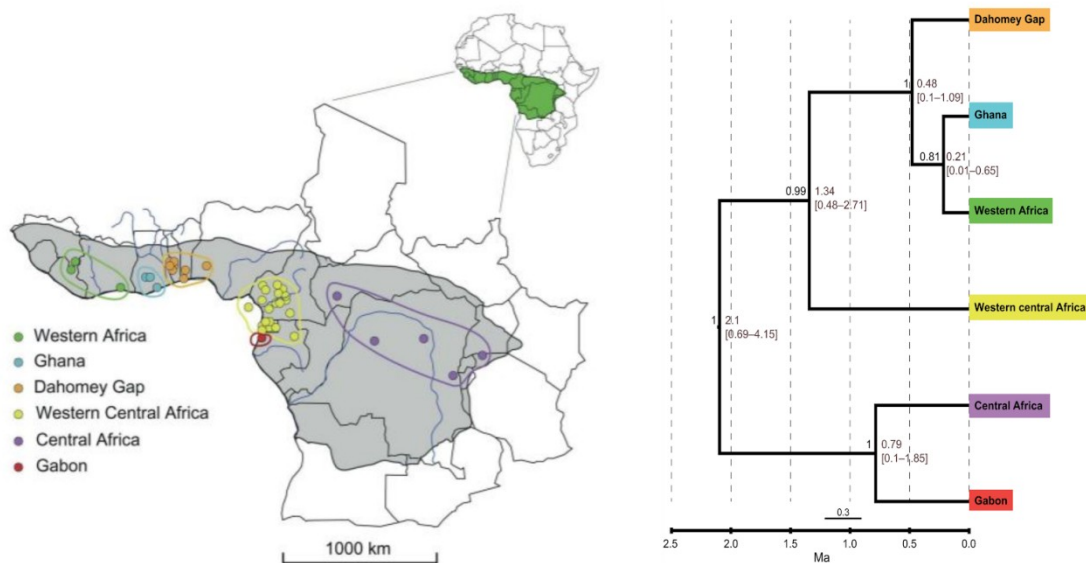 Western Africa
Ghana
Dahomey Gap
Western Central Africa
Central Africa
Gabon
1000 km
Dahomey Gap
1
0.48
[0.1–1.09]
Ghana
0.81
0.21
[0.01–0.65]
Western Africa
0.99
1.34
[0.48–2.71]
Western central Africa
1
2.1
[0.69–4.15]
Central Africa
1
0.79
[0.1–1.85]
Gabon
0.3
2.5 2.0 1.5 1.0 0.5 0.0
Ma